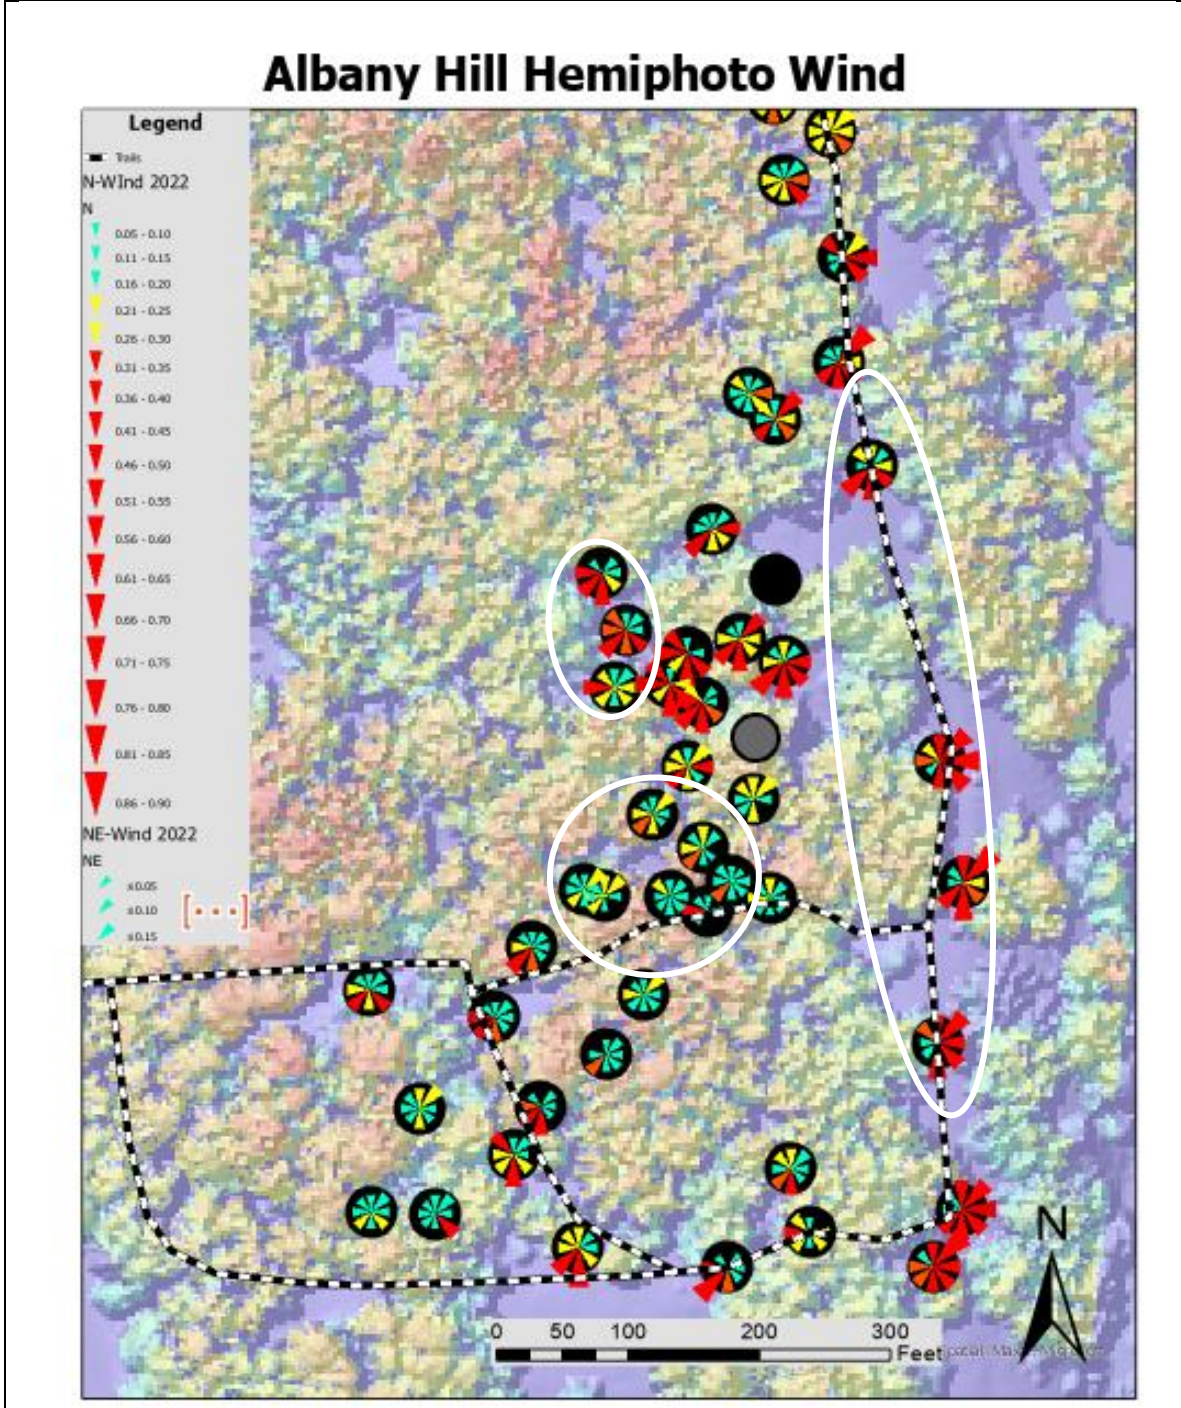 Albany Hill Hemiphoto Wind
Legend
Trails
N-WInd 2022
N
0.05 - 0.10
0.11 - 0.15
0.16 - 0.20
0.21 - 0.25
0.26 - 0.30
0.31 - 0.35
0.36 - 0.40
0.41 - 0.45
0.46 - 0.50
0.51 - 0.55
0.56 - 0.60
0.61 - 0.65
0.66 - 0.70
0.71 - 0.75
0.76 - 0.80
0.81 - 0.85
0.86 - 0.90
NE-Wind 2022
NE
≤0.05
≤0.10 [...]
≤0.15
N
0 50 100 200 300
Feet